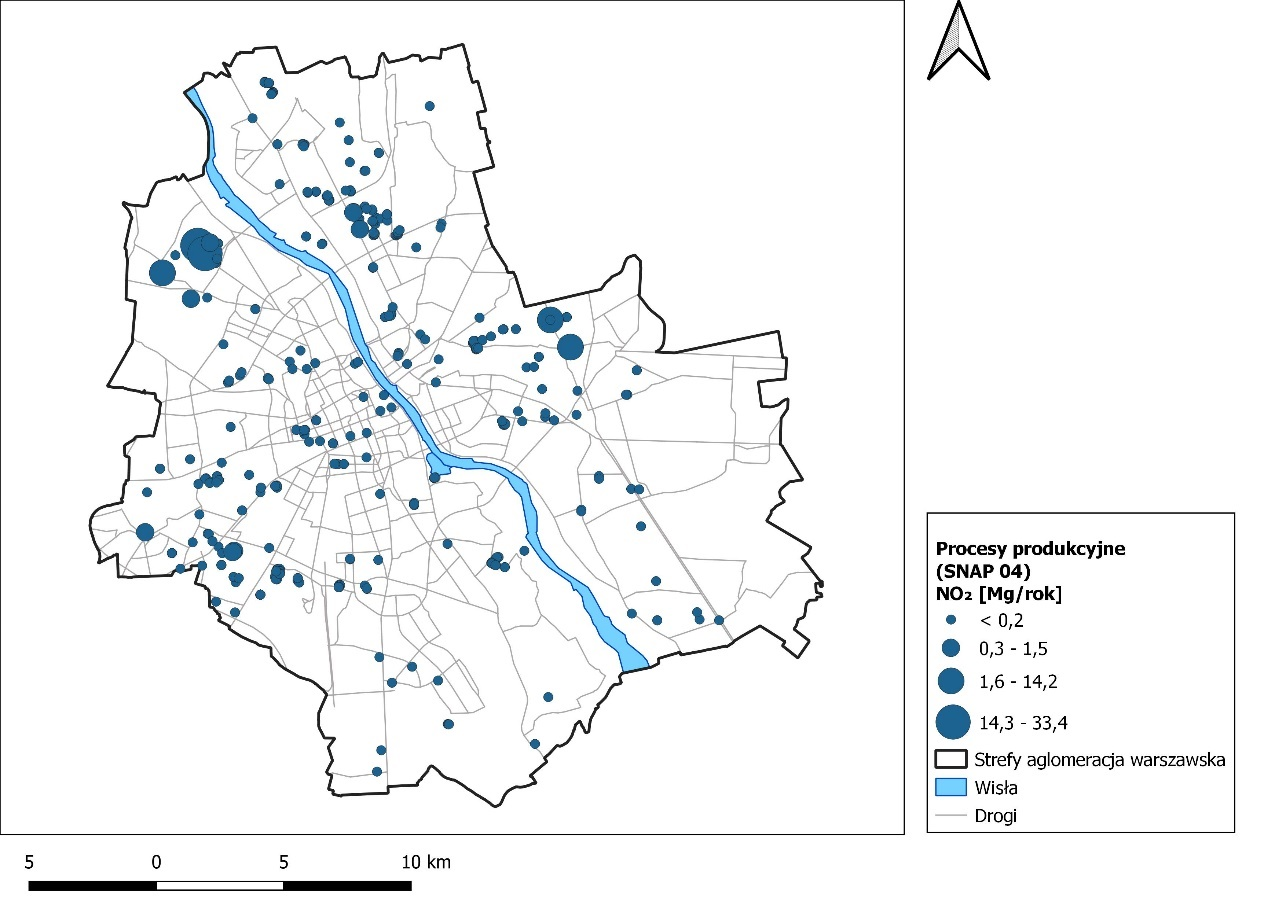 Procesy produkcyjne
(SNAP 04)
NO₂ [Mg/rok]
< 0,2
0,3 - 1,5
1,6 - 14,2
14,3 - 33,4
Strefy aglomeracja warszawska
Wisła
Drogi
5 0 5 10 km